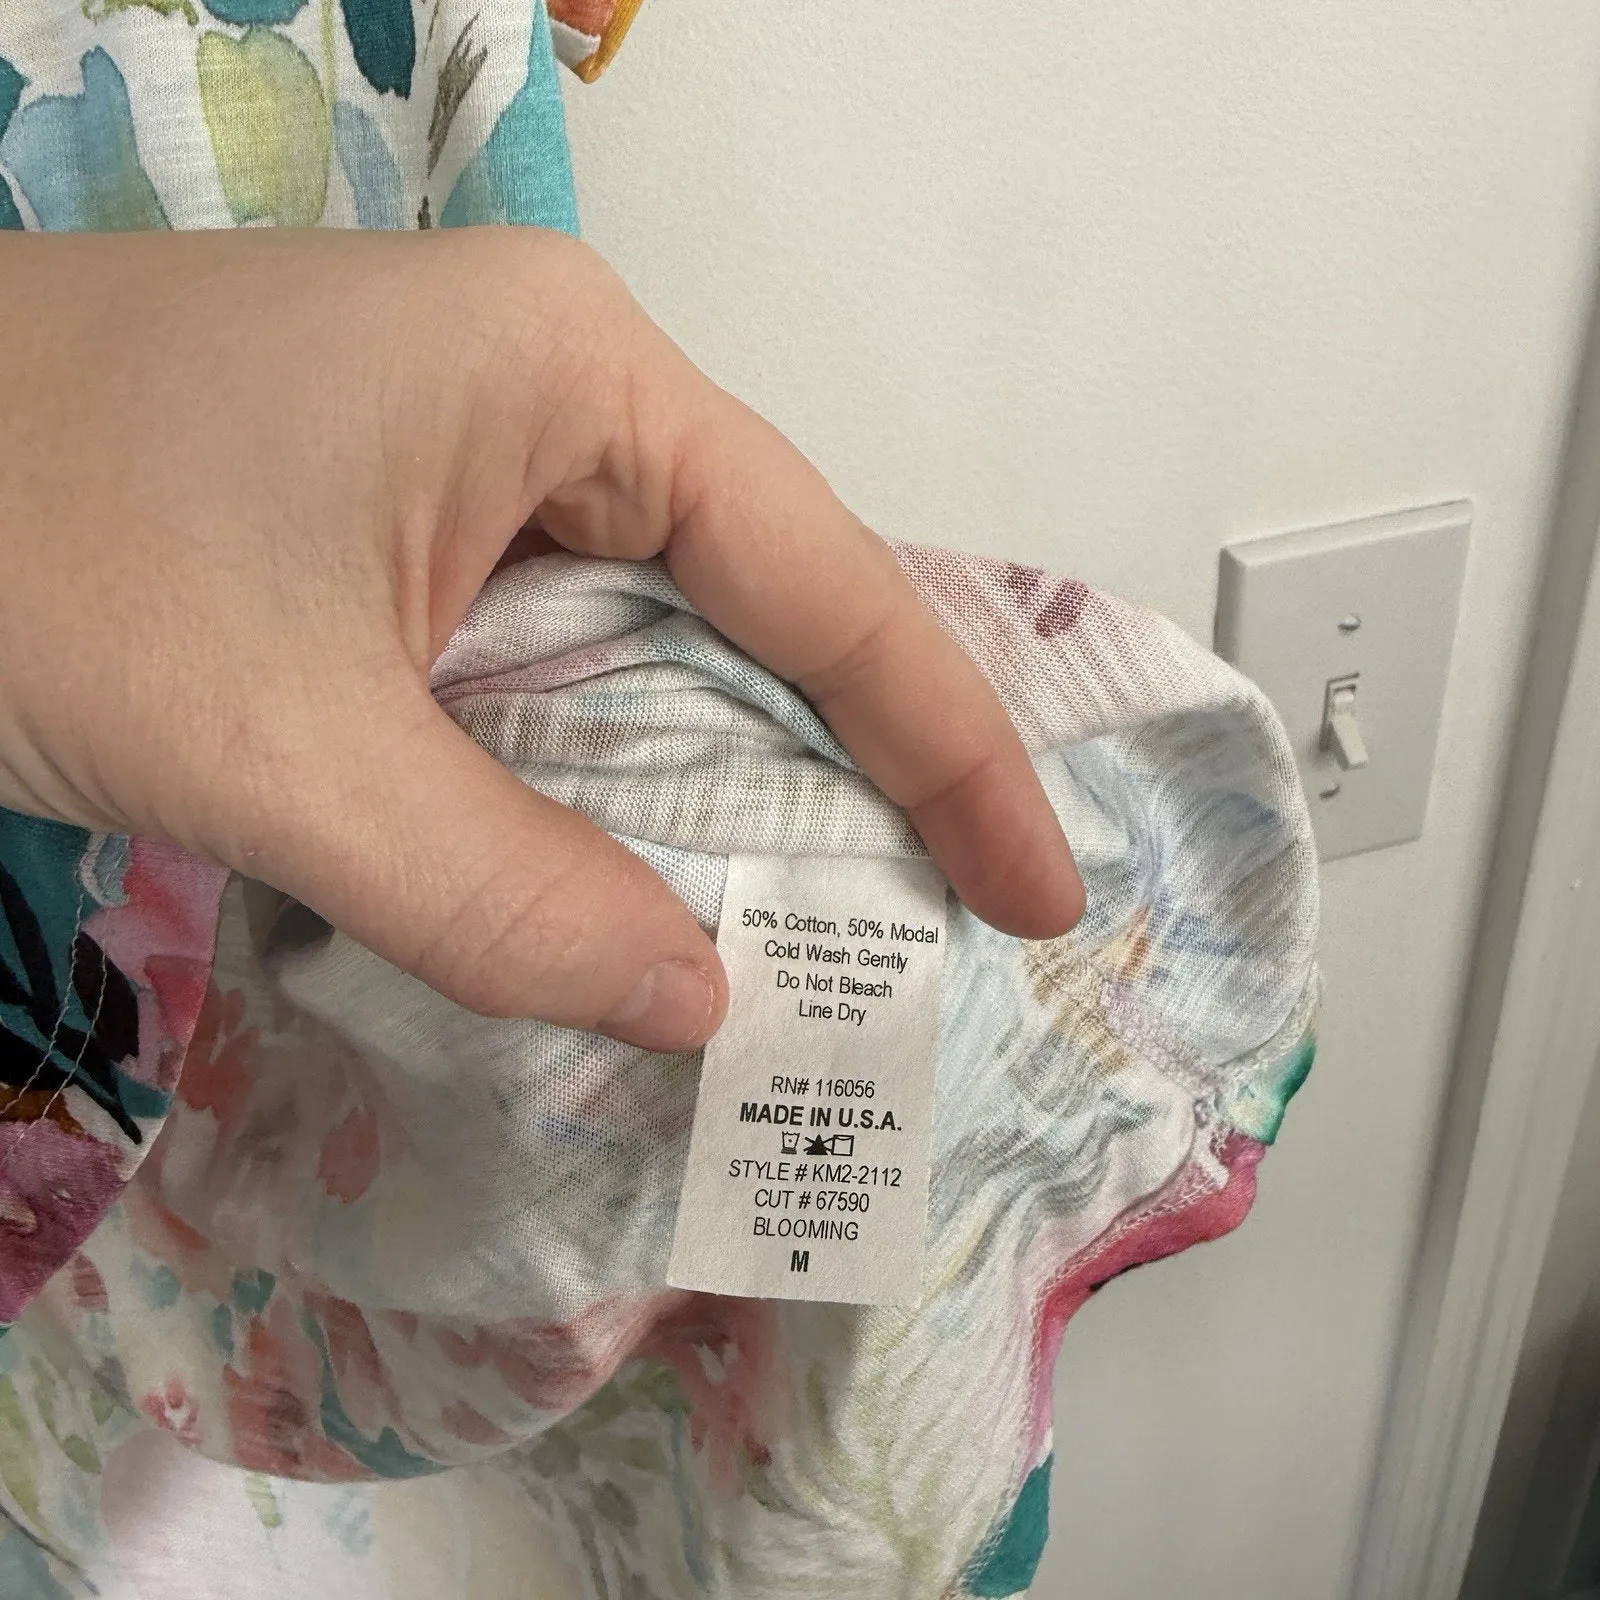 50% Cotton, 50% Modal
Cold Wash Gently
Do Not Bleach
Line Dry
RN# 116056
MADE IN U.S.A.
STYLE # KM2-2112
CUT # 67590
BLOOMING
M